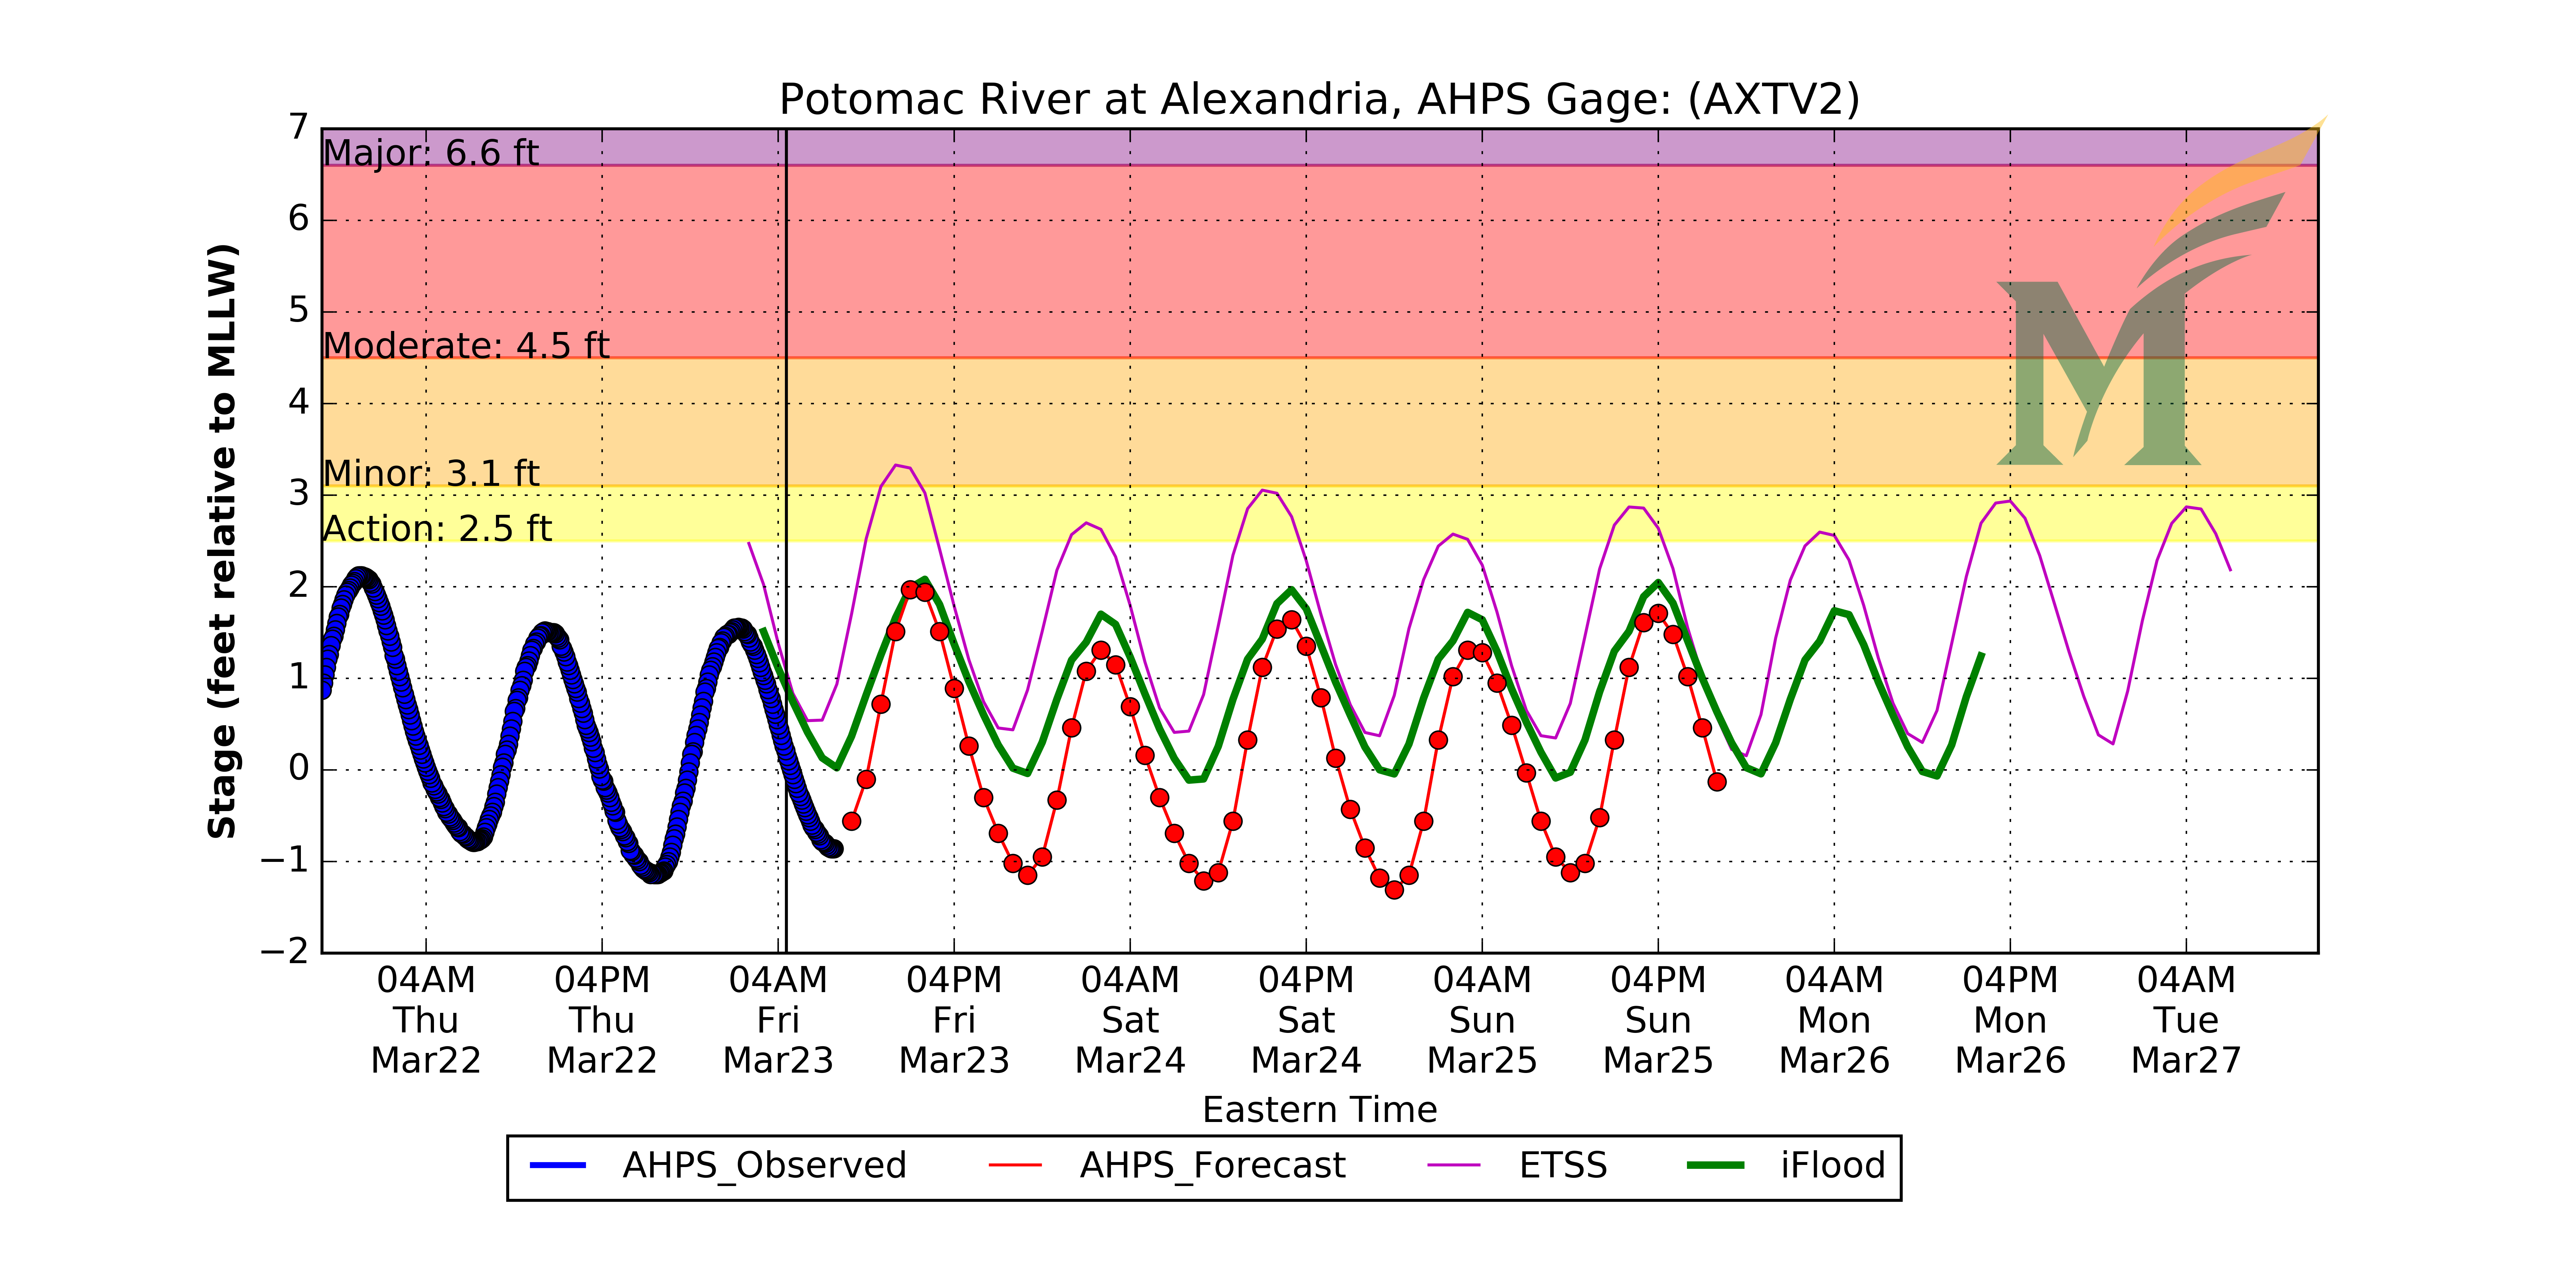 Potomac River at Alexandria, AHPS Gage: (AXTV2)
7
Major: 6.6 ft
6
5
Moderate: 4.5 ft
4
Minor: 3.1 ft
3
Action: 2.5 ft
2
1
0
−1
−2
Stage (feet relative to MLLW)
04AM 04PM 04AM 04PM 04AM 04PM 04AM 04PM 04AM 04PM 04AM
Thu Thu Fri Fri Sat Sat Sun Sun Mon Mon Tue
Mar22 Mar22 Mar23 Mar23 Mar24 Mar24 Mar25 Mar25 Mar26 Mar26 Mar27
Eastern Time
AHPS_Observed AHPS_Forecast ETSS iFlood
M